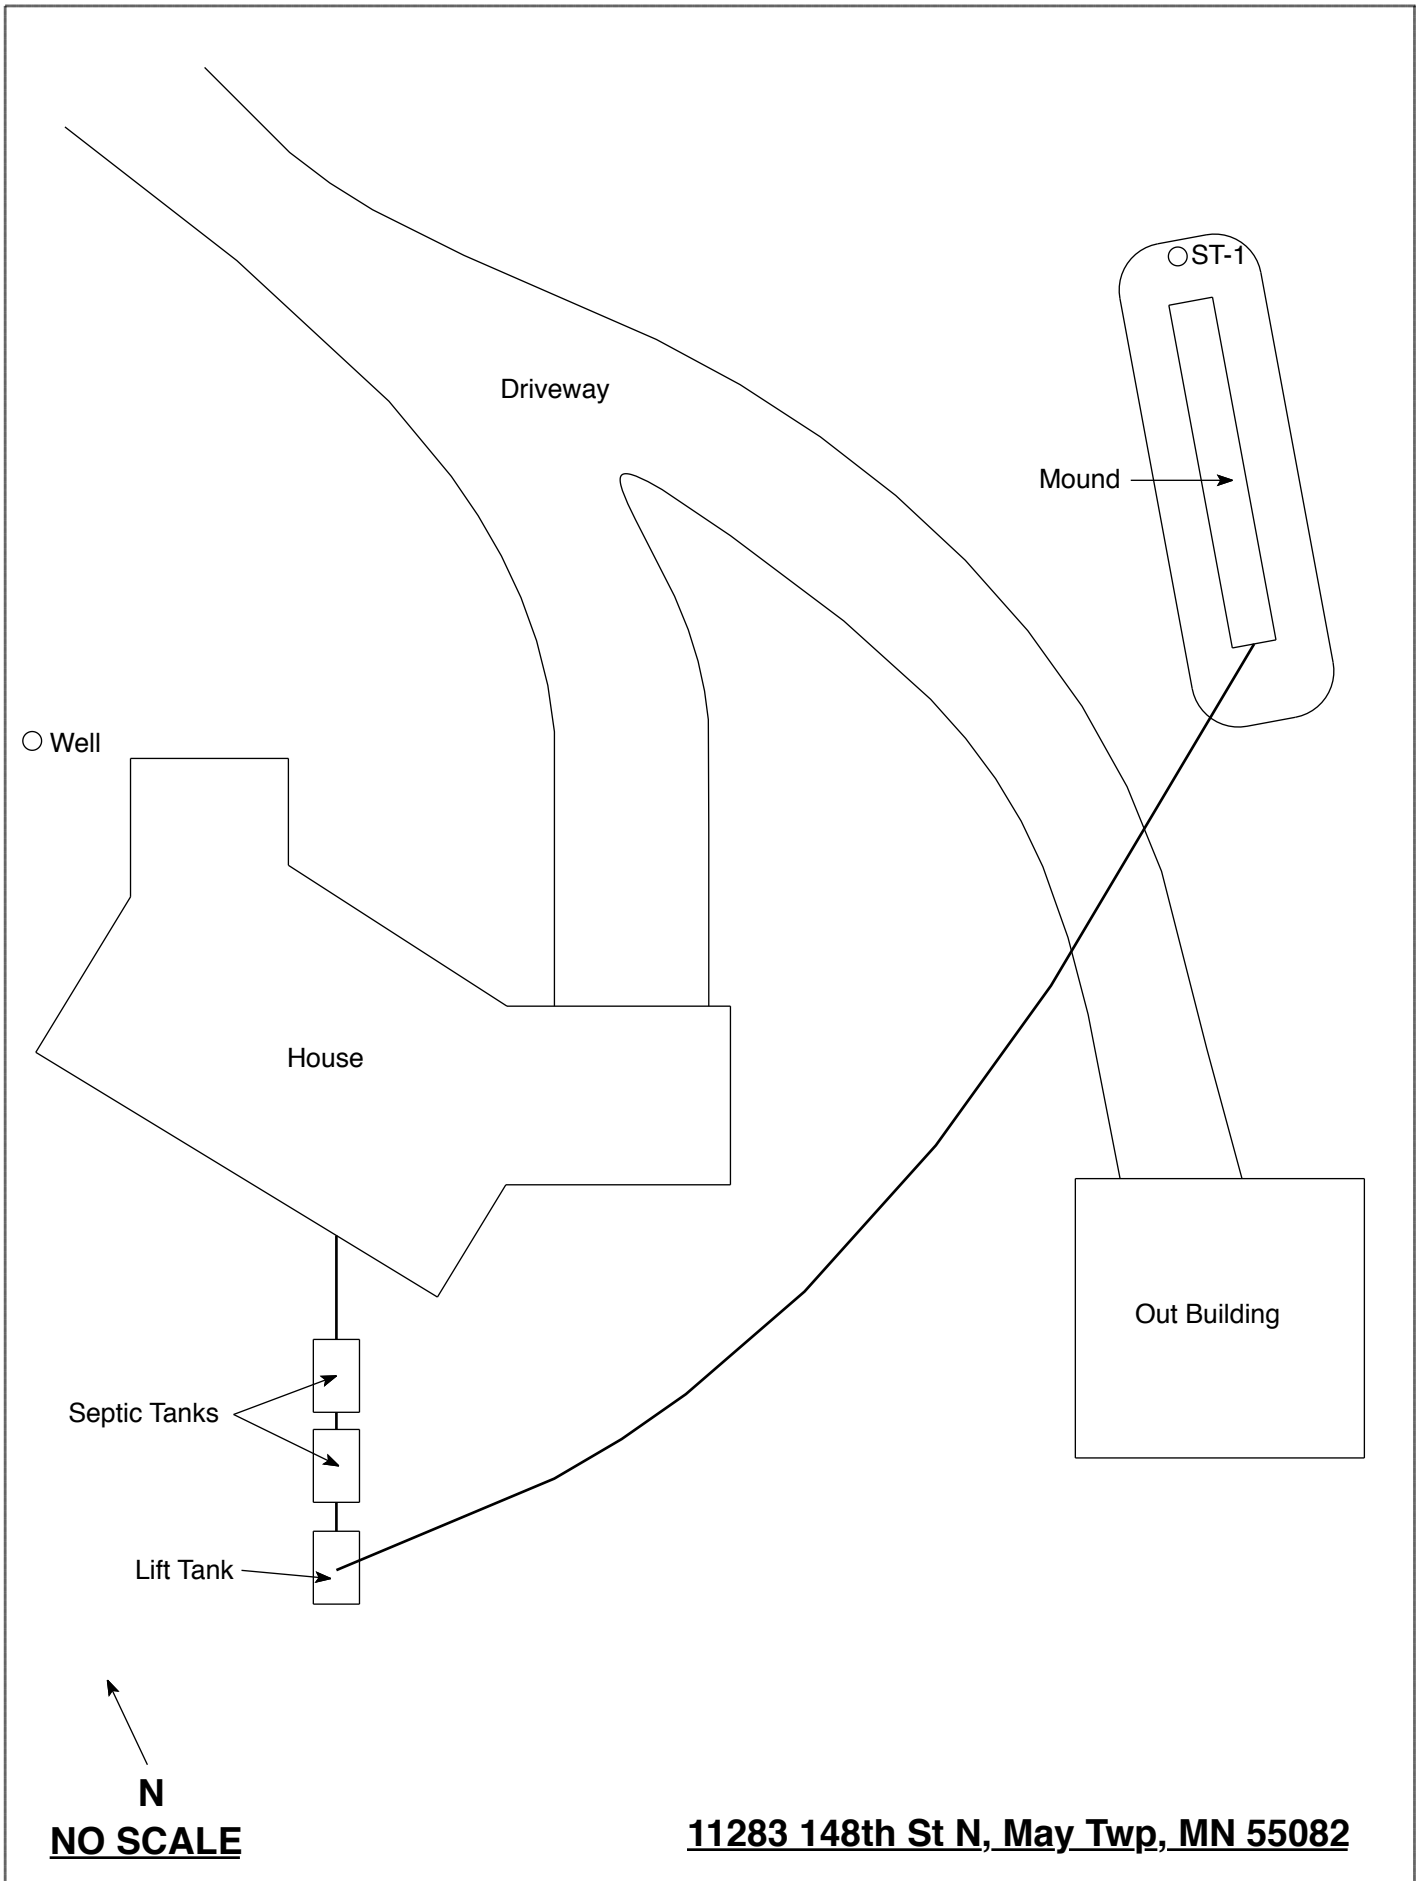 ST-1
Driveway
Mound
Well
House
Out Building
Septic Tanks
Lift Tank
N
NO SCALE
11283 148th St N, May Twp, MN 55082